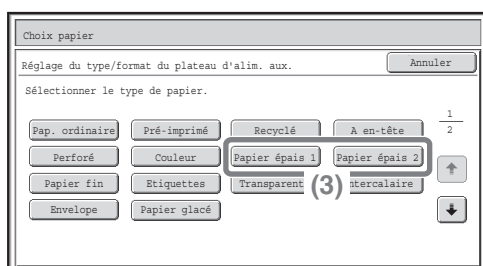 Choix papier
Réglage du type/format du plateau d'alim. aux.
Annuler
Sélectionner le type de papier.
1
2
Pap. ordinaire Pré-imprimé Recyclé A en-tête
Perforé Couleur Papier épais 1 Papier épais 2
Papier fin Etiquettes Transparent (3) ntercalaire
Envelope Papier glacé